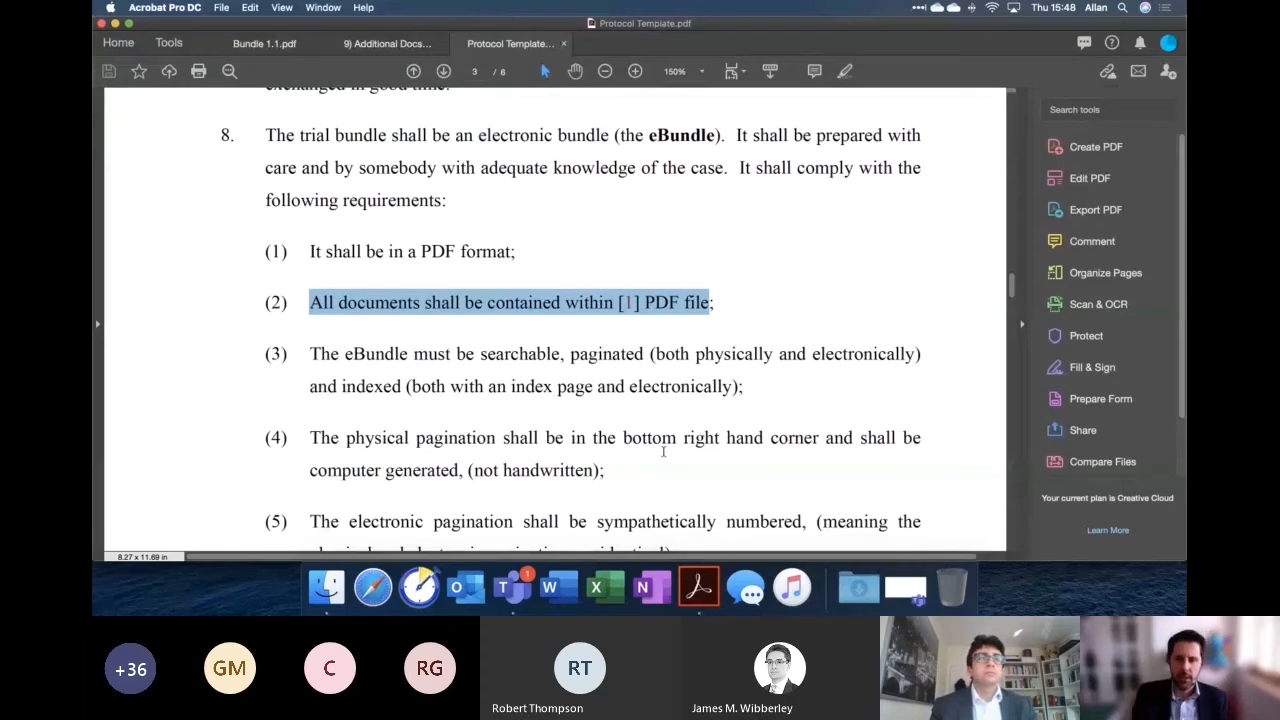 Acrobat Pro DC File Edit View Window Help Thu 15:48 Allan
Protocol Template.pdf
Home Tools Bundle 1.1.pdf 9) Additional Docs... Protocol Template... ×
3 / 6 150%
exchanged in good time.
8. The trial bundle shall be an electronic bundle (the eBundle). It shall be prepared with
care and by somebody with adequate knowledge of the case. It shall comply with the
following requirements:
(1) It shall be in a PDF format;
(2) All documents shall be contained within [1] PDF file;
(3) The eBundle must be searchable, paginated (both physically and electronically)
and indexed (both with an index page and electronically);
(4) The physical pagination shall be in the bottom right hand corner and shall be
computer generated, (not handwritten);
(5) The electronic pagination shall be sympathetically numbered, (meaning the
8.27 x 11.69 in
Search tools
Create PDF
Edit PDF
Export PDF
Comment
Organize Pages
Scan & OCR
Protect
Fill & Sign
Prepare Form
Share
Compare Files
Your current plan is Creative Cloud
Learn More
O T 1 W X N
+36 GM C RG RT
Robert Thompson James M. Wibberley